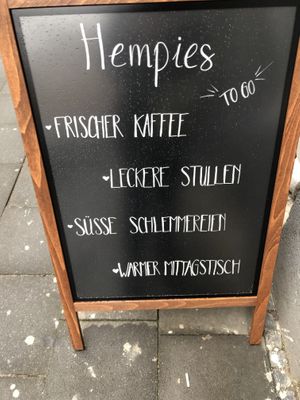 Hempies
TO GO
FRISCHER KAFFEE
LECKERE STULLEN
SÜSSE SCHLEMMEREIEN
WARMER MITTAGSTISCH